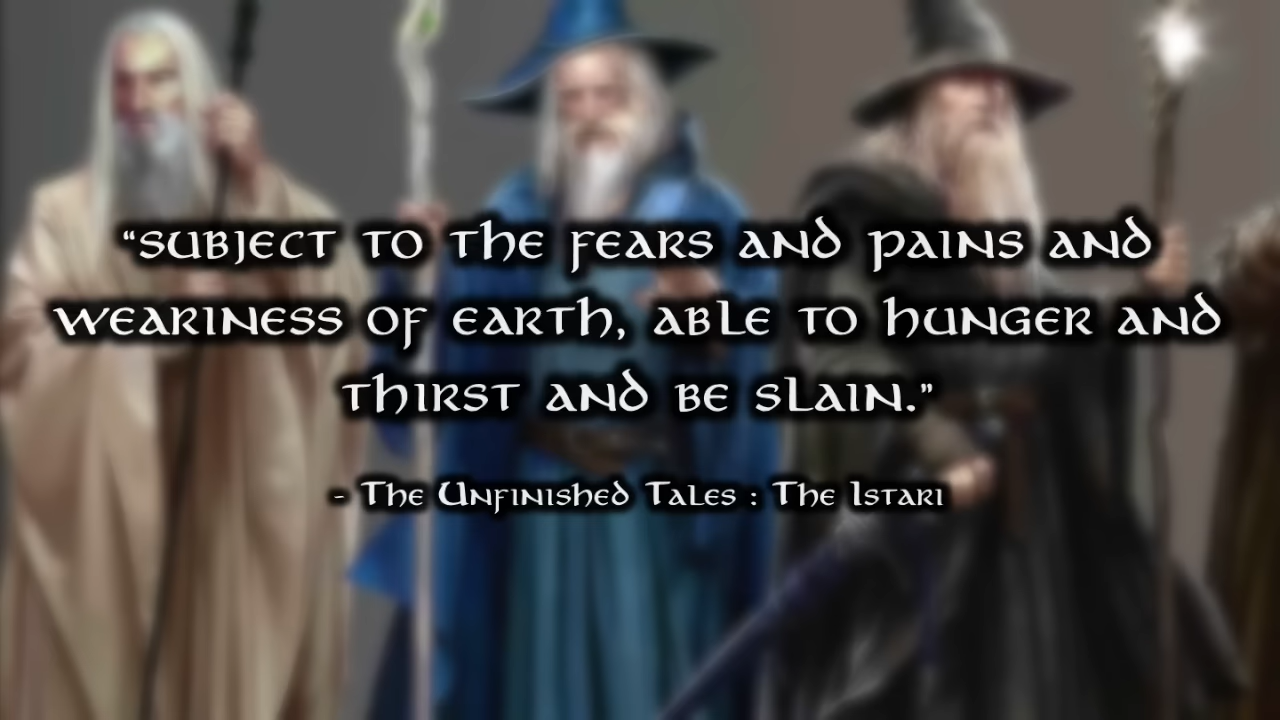 "subject to the fears and pains and
weariness of earth, able to hunger and
thirst and be slain."
- The Unfinished Tales : The Istari